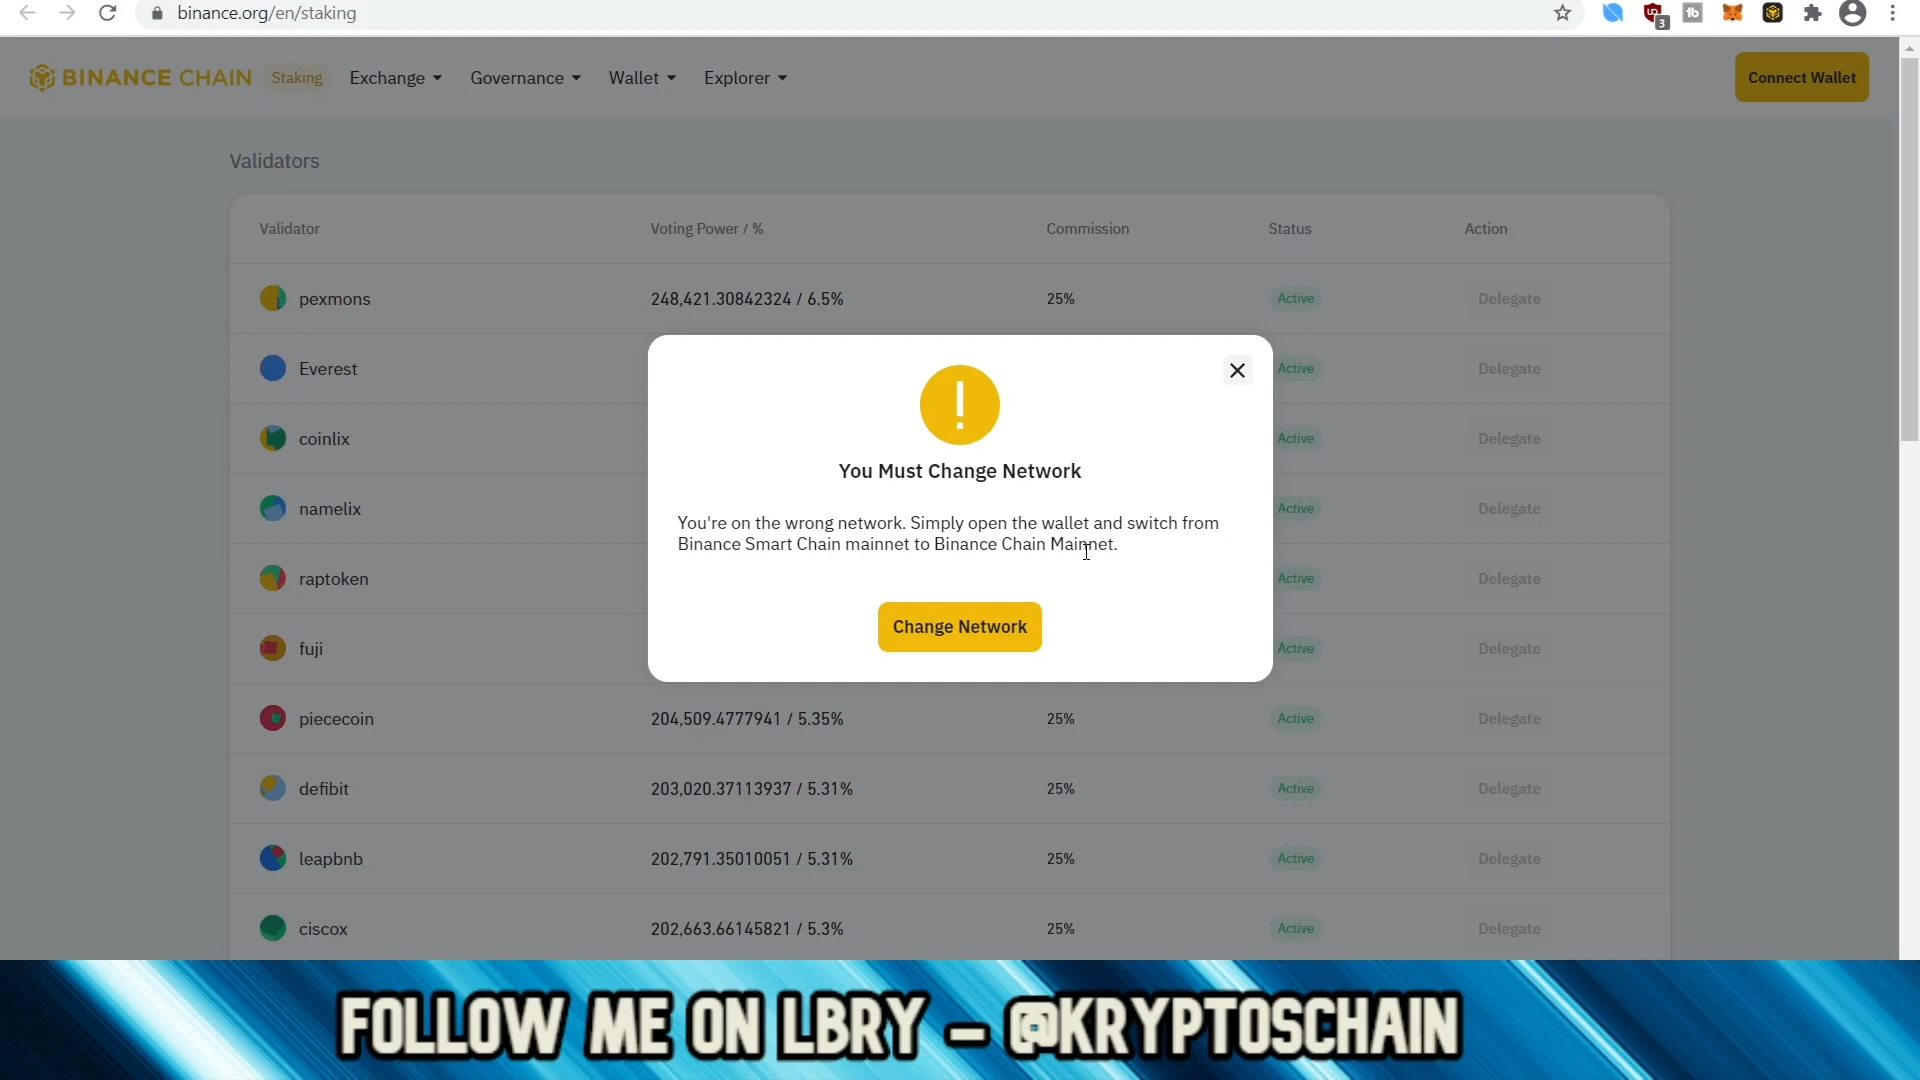 binance.org/en/staking
3
BINANCE CHAIN Staking Exchange Governance Wallet Explorer Connect Wallet
Validators
Validator Voting Power / % Commission Status Action
pexmons 248,421.30842324 / 6.5% 25% Active Delegate
Everest Active Delegate
coinlix Active Delegate
namelix Active Delegate
raptoken Active Delegate
fuji Active Delegate
You Must Change Network
You're on the wrong network. Simply open the wallet and switch from
Binance Smart Chain mainnet to Binance Chain Mainnet.
Change Network
piececoin 204,509.4777941 / 5.35% 25% Active Delegate
defibit 203,020.37113937 / 5.31% 25% Active Delegate
leapbnb 202,791.35010051 / 5.31% 25% Active Delegate
ciscox 202,663.66145821 / 5.3% 25% Active Delegate
FOLLOW ME ON LBRY – @KRYPTOSCHAIN